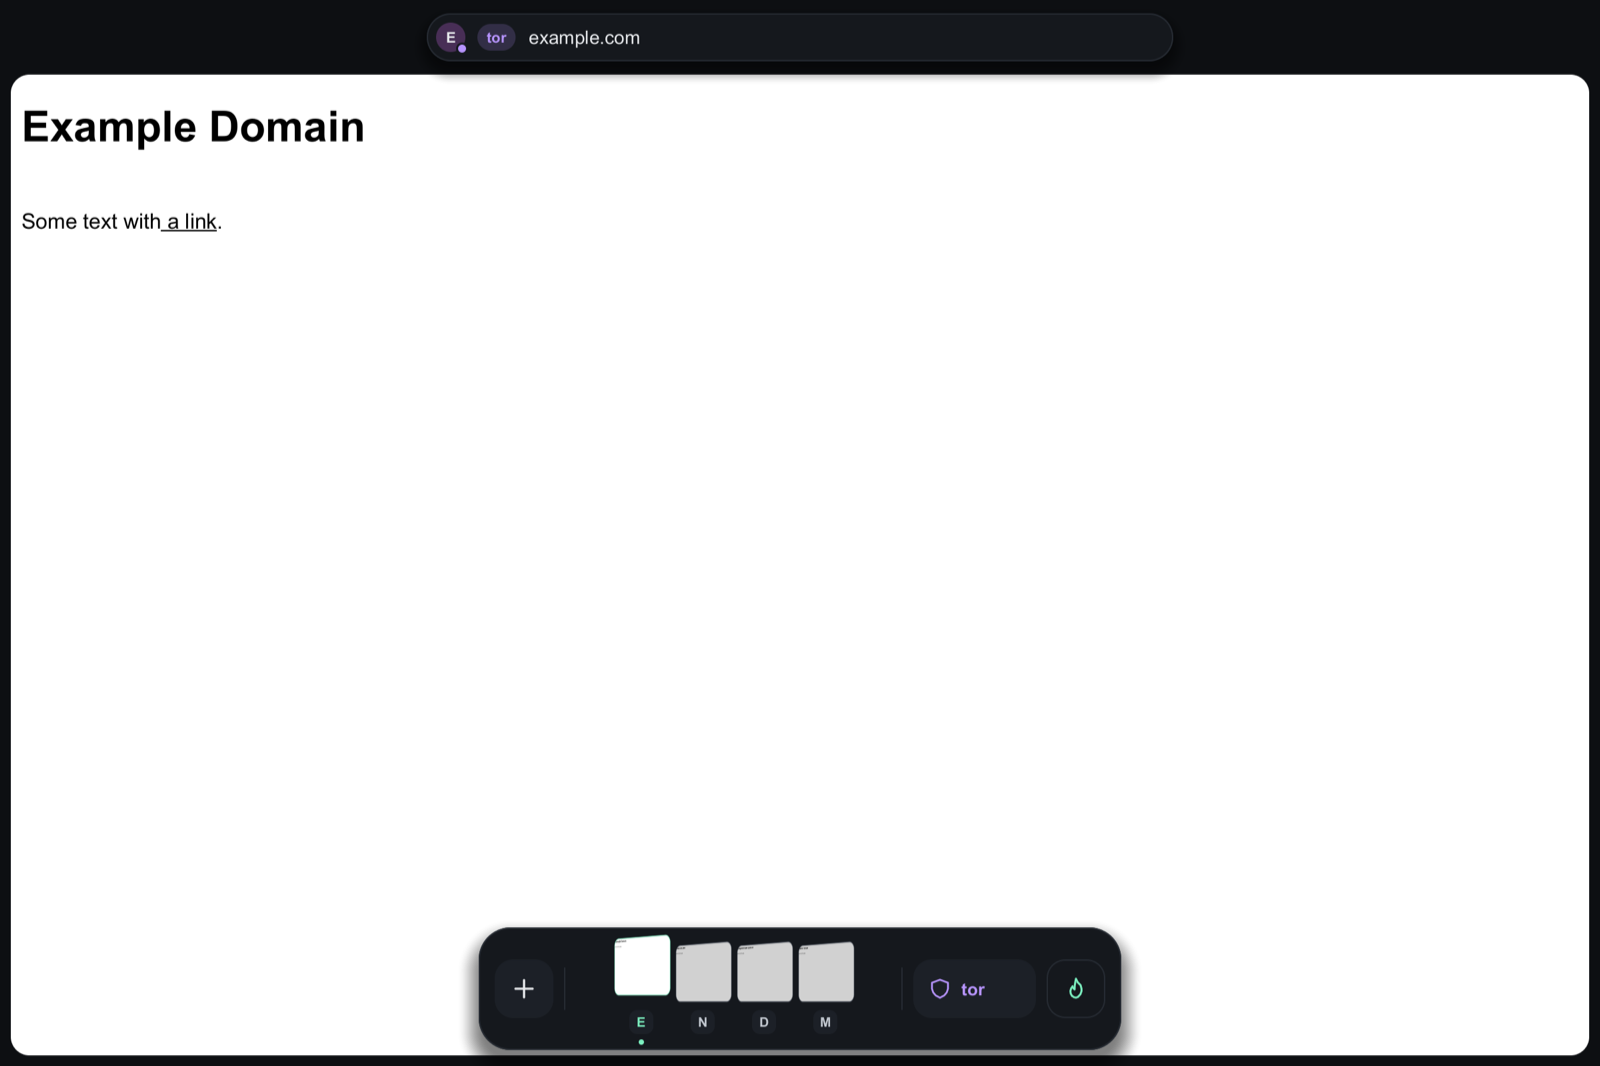 E tor example.com
Example Domain
Some text with a link.
tor
E N D M